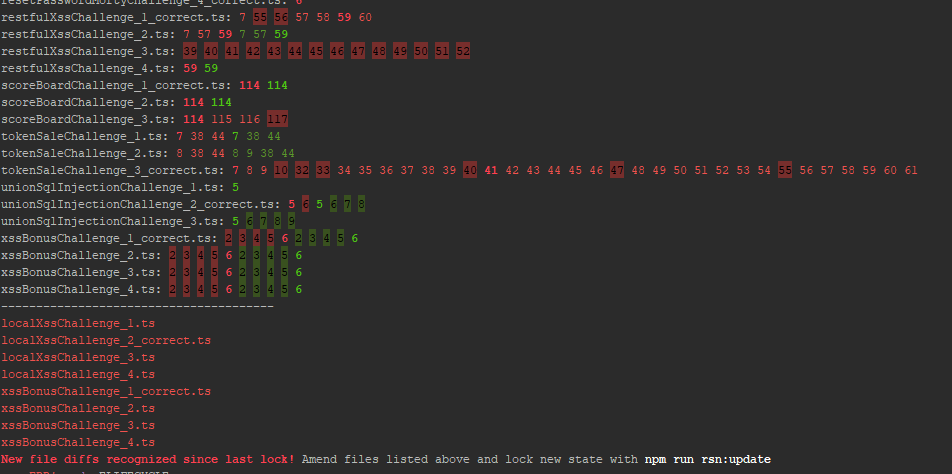 resetPasswordMortyChallenge_4_correct.ts: 6
restfulXssChallenge_1_correct.ts: 7 55 56 57 58 59 60
restfulXssChallenge_2.ts: 7 57 59 7 57 59
restfulXssChallenge_3.ts: 39 40 41 42 43 44 45 46 47 48 49 50 51 52
restfulXssChallenge_4.ts: 59 59
scoreBoardChallenge_1_correct.ts: 114 114
scoreBoardChallenge_2.ts: 114 114
scoreBoardChallenge_3.ts: 114 115 116 117
tokenSaleChallenge_1.ts: 7 38 44 7 38 44
tokenSaleChallenge_2.ts: 8 38 44 8 9 38 44
tokenSaleChallenge_3_correct.ts: 7 8 9 10 32 33 34 35 36 37 38 39 40 41 42 43 44 45 46 47 48 49 50 51 52 53 54 55 56 57 58 59 60 61
unionSqlInjectionChallenge_1.ts: 5
unionSqlInjectionChallenge_2_correct.ts: 5 6 5 6 7 8
unionSqlInjectionChallenge_3.ts: 5 6 7 8 9
xssBonusChallenge_1_correct.ts: 2 3 4 5 6 2 3 4 5 6
xssBonusChallenge_2.ts: 2 3 4 5 6 2 3 4 5 6
xssBonusChallenge_3.ts: 2 3 4 5 6 2 3 4 5 6
xssBonusChallenge_4.ts: 2 3 4 5 6 2 3 4 5 6
---------------------------------------
localXssChallenge_1.ts
localXssChallenge_2_correct.ts
localXssChallenge_3.ts
localXssChallenge_4.ts
xssBonusChallenge_1_correct.ts
xssBonusChallenge_2.ts
xssBonusChallenge_3.ts
xssBonusChallenge_4.ts
New file diffs recognized since last lock! Amend files listed above and lock new state with npm run rsn:update